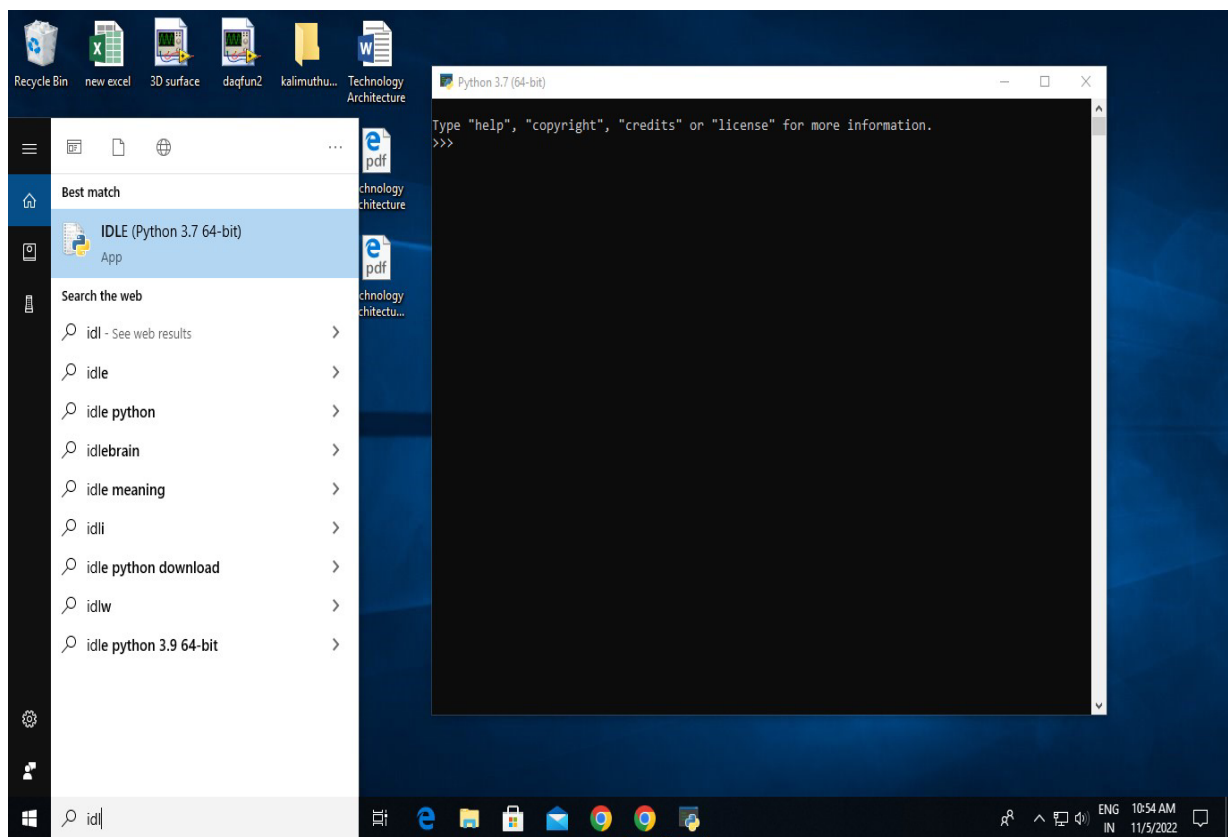 Recycle Bin
new excel
3D surface
daqfun2
kalimuthu...
Technology
Architecture
pdf
chnology
chitecture
pdf
chnology
chitectu...
Best match
IDLE (Python 3.7 64-bit)
App
Search the web
idl - See web results
idle
idle python
idlebrain
idle meaning
idli
idle python download
idlw
idle python 3.9 64-bit
idl
Python 3.7 (64-bit)
Type "help", "copyright", "credits" or "license" for more information.
>>>
ENG
IN
10:54 AM
11/5/2022